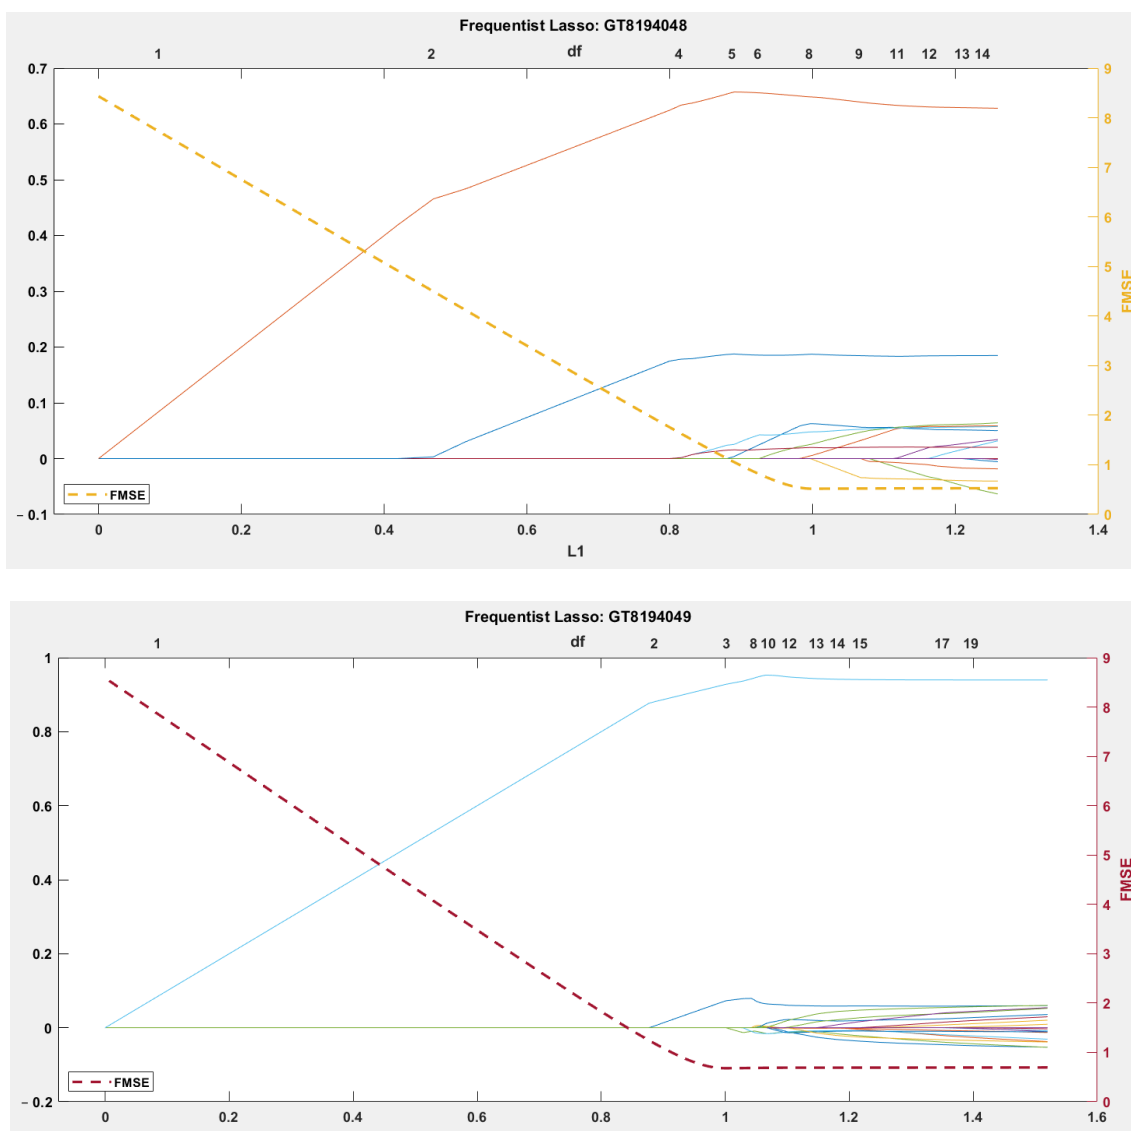 Frequentist Lasso: GT8194048
df
1 2 4 5 6 8 9 11 12 13 14
0.7
0.6
0.5
0.4
0.3
0.2
0.1
0
– 0.1
9
8
7
6
5
4
3
2
1
0
FMSE
FMSE
0 0.2 0.4 0.6 0.8 1 1.2 1.4
L1
Frequentist Lasso: GT8194049
df
1 2 3 8 10 12 13 14 15 17 19
1
0.8
0.6
0.4
0.2
0
– 0.2
9
8
7
6
5
4
3
2
1
0
FMSE
FMSE
0 0.2 0.4 0.6 0.8 1 1.2 1.4 1.6